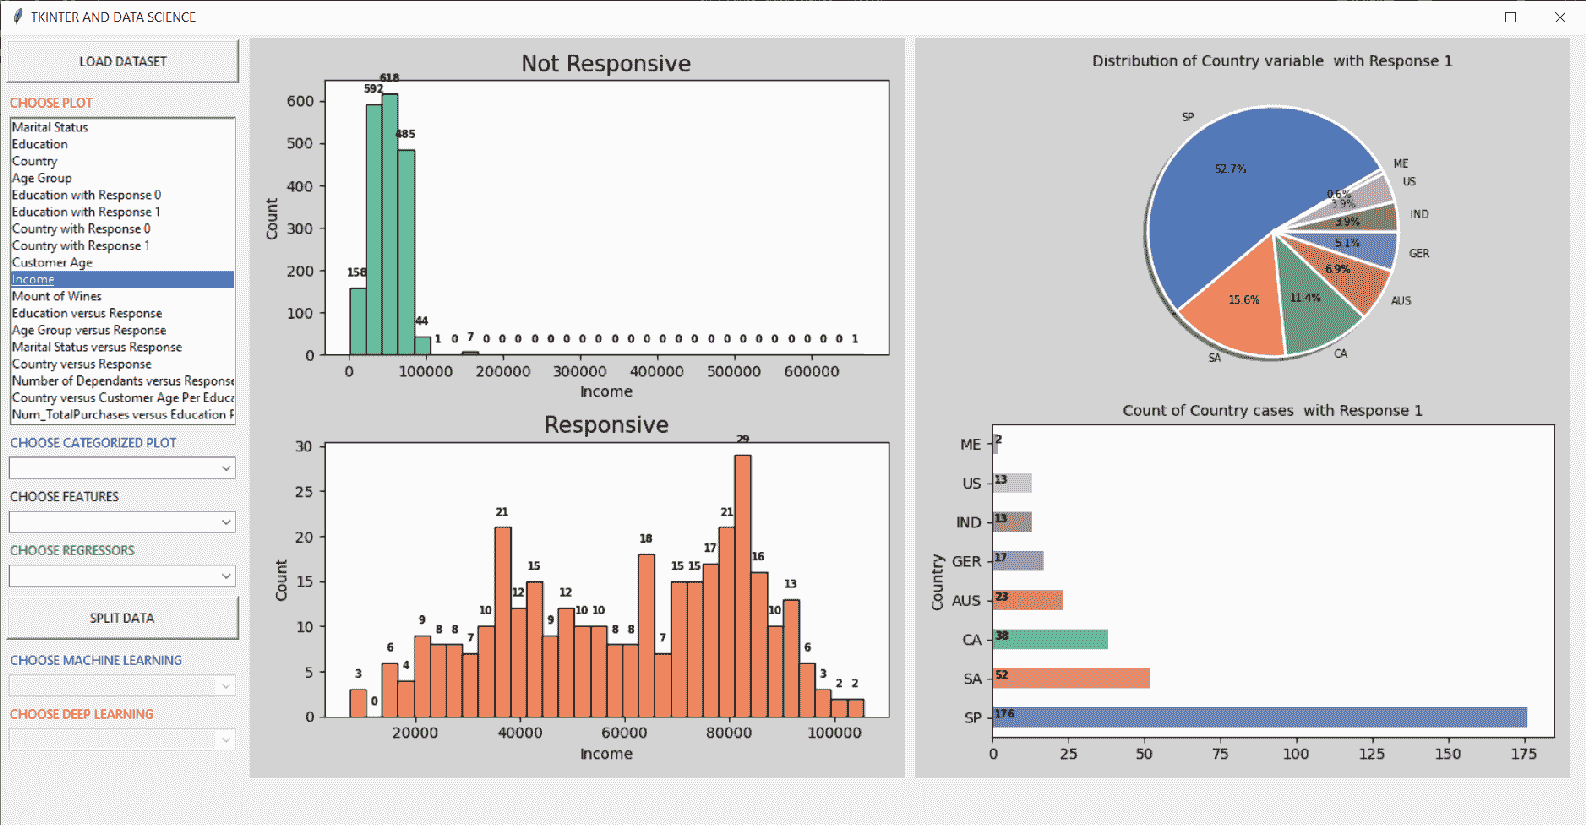 TKINTER AND DATA SCIENCE
LOAD DATASET
CHOOSE PLOT
Marital Status
Education
Country
Age Group
Education with Response 0
Education with Response 1
Country with Response 0
Country with Response 1
Customer Age
Income
Mount of Wines
Education versus Response
Age Group versus Response
Marital Status versus Response
Country versus Response
Number of Dependants versus Response
Country versus Customer Age Per Educa
Num_TotalPurchases versus Education F
CHOOSE CATEGORIZED PLOT
CHOOSE FEATURES
CHOOSE REGRESSORS
SPLIT DATA
CHOOSE MACHINE LEARNING
CHOOSE DEEP LEARNING
Not Responsive
Count
600
500
400
300
200
100
0
158 592 618 485 44 1 0 7 0 0 0 0 0 0 0 0 0 0 0 0 0 0 0 0 0 0 0 0 0 0 0 1
0 100000 200000 300000 400000 500000 600000
Income
Responsive
Count
30
25
20
15
10
5
0
3 0 6 4 9 8 8 7 10 21 12 15 9 12 10 10 8 8 18 7 15 15 17 21 29 16 10 13 6 3 2 2
20000 40000 60000 80000 100000
Income
Distribution of Country variable with Response 1
SP
52.7%
ME
0.6%
US
3.9%
IND
3.9%
GER
5.1%
AUS
6.9%
CA
11.4%
SA
15.6%
Count of Country cases with Response 1
Country
ME 2
US 13
IND 13
GER 17
AUS 23
CA 38
SA 52
SP 176
0 25 50 75 100 125 150 175